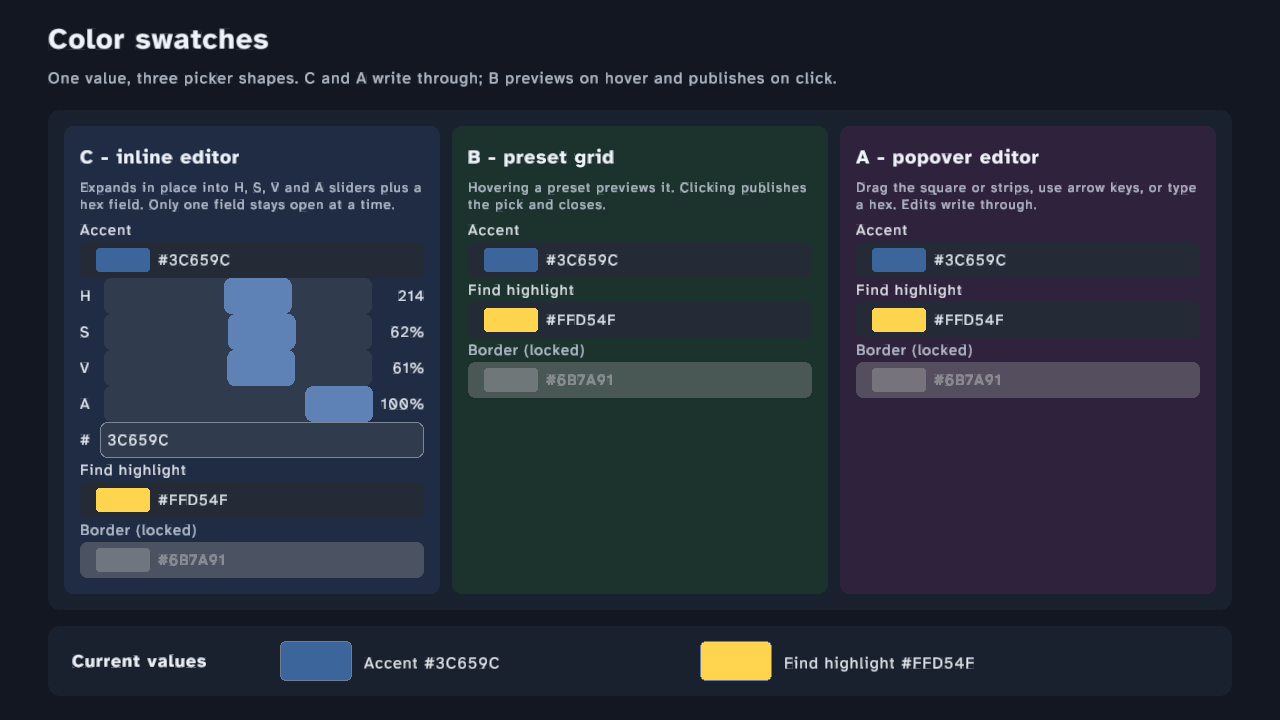 Color swatches
One value, three picker shapes. C and A write through; B previews on hover and publishes on click.
C - inline editor
Expands in place into H, S, V and A sliders plus a
hex field. Only one field stays open at a time.
Accent
#3C659C
H 214
S 62%
V 61%
A 100%
# 3C659C
Find highlight
#FFD54F
Border (locked)
#6B7A91
B - preset grid
Hovering a preset previews it. Clicking publishes
the pick and closes.
Accent
#3C659C
Find highlight
#FFD54F
Border (locked)
#6B7A91
A - popover editor
Drag the square or strips, use arrow keys, or type
a hex. Edits write through.
Accent
#3C659C
Find highlight
#FFD54F
Border (locked)
#6B7A91
Current values
Accent #3C659C
Find highlight #FFD54F